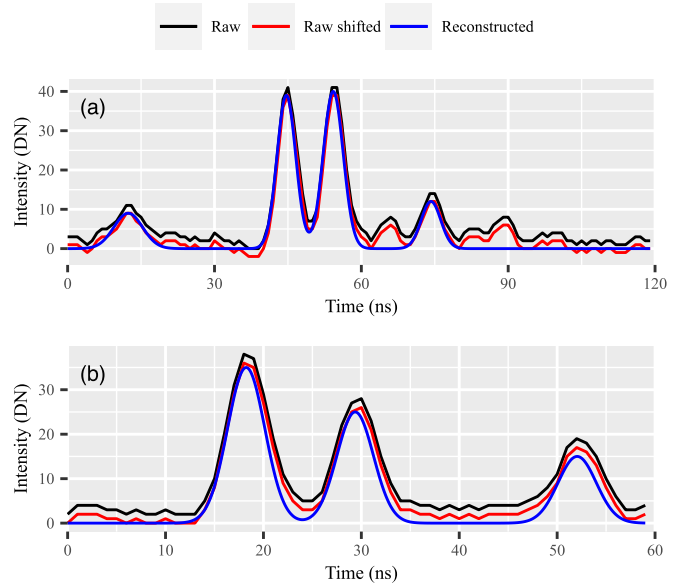 Raw Raw shifted Reconstructed
(a)
Intensity (DN)
40
30
20
10
0
0 30 60 90 120
Time (ns)
(b)
Intensity (DN)
30
20
10
0
0 10 20 30 40 50 60
Time (ns)